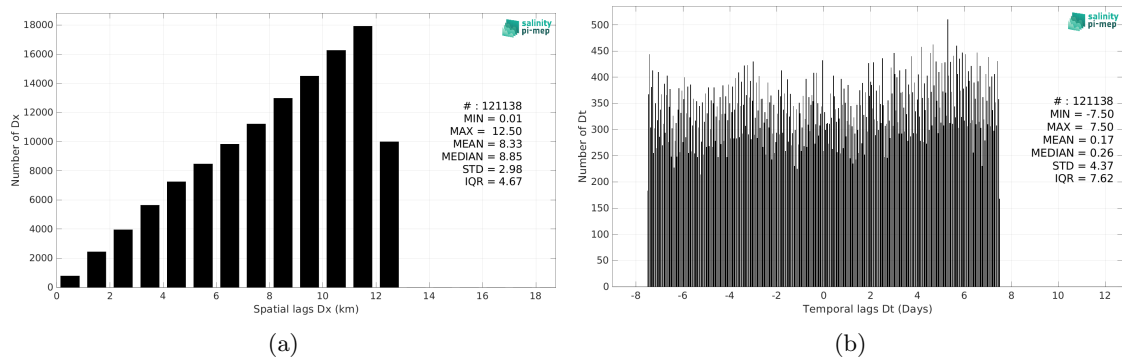 18000
16000
14000
12000
10000
8000
6000
4000
2000
0
Number of Dx
0 2 4 6 8 10 12 14 16 18
Spatial lags Dx (km)
salinity
pi-mep
# : 121138
MIN = 0.01
MAX = 12.50
MEAN = 8.33
MEDIAN = 8.85
STD = 2.98
IQR = 4.67
(a)
500
450
400
350
300
250
200
150
100
50
0
Number of Dt
-8 -6 -4 -2 0 2 4 6 8 10 12
Temporal lags Dt (Days)
salinity
pi-mep
# : 121138
MIN = -7.50
MAX = 7.50
MEAN = 0.17
MEDIAN = 0.26
STD = 4.37
IQR = 7.62
(b)